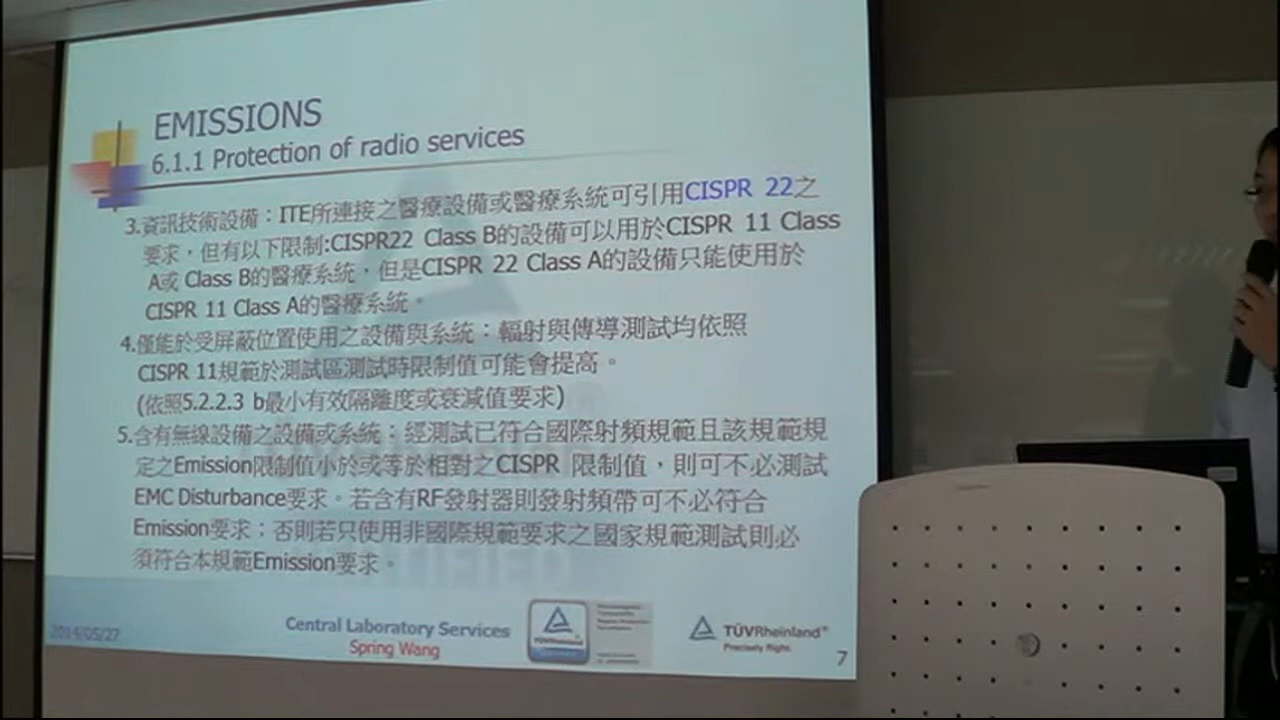 EMISSIONS
6.1.1 Protection of radio services
3.資訊技術設備：ITE所連接之醫療設備或醫療系統可引用CISPR 22之
要求，但有以下限制:CISPR22 Class B的設備可以用於CISPR 11 Class
A或 Class B的醫療系統，但是CISPR 22 Class A的設備只能使用於
CISPR 11 Class A的醫療系統。
4.僅能於受屏蔽位置使用之設備與系統：輻射與傳導測試均依照
CISPR 11規範於測試區測試時限制值可能會提高。
(依照5.2.2.3 b最小有效隔離度或衰減值要求)
5.含有無線設備之設備或系統：經測試已符合國際射頻規範且該規範規
定之Emission限制值小於或等於相對之CISPR 限制值，則可不必測試
EMC Disturbance要求。若含有RF發射器則發射頻帶可不必符合
Emission要求：否則若只使用非國際規範要求之國家規範測試則必
須符合本規範Emission要求。
2014/05/27
Central Laboratory Services
Spring Wang
TÜVRheinland
TÜVRheinland®
Precisely Right.
7